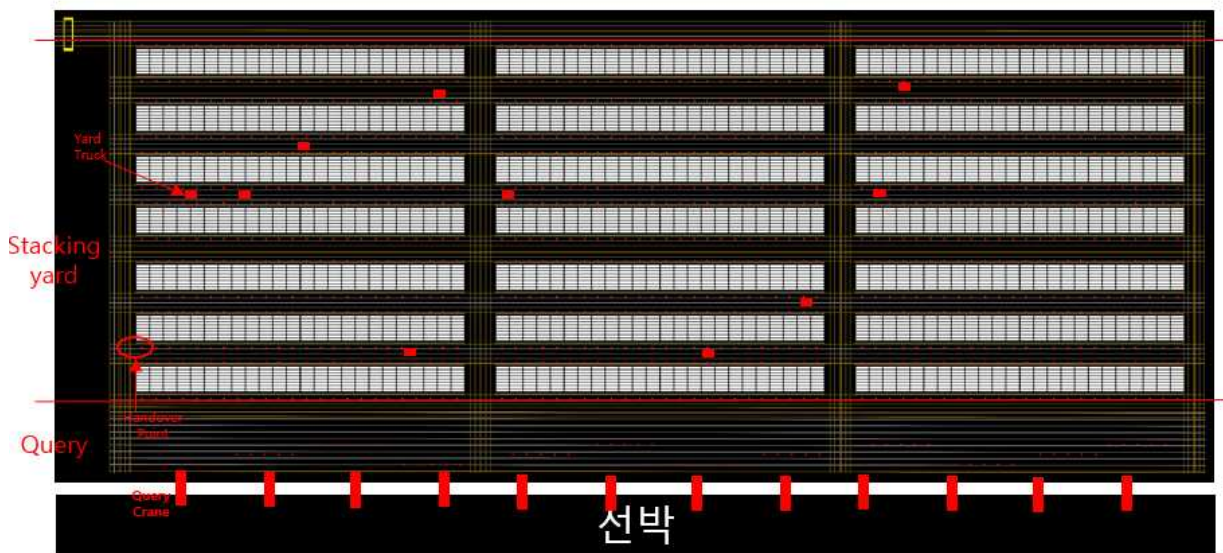 Yard
Truck
Stacking
yard
Handover
Point
Query
Query
Crane
선박